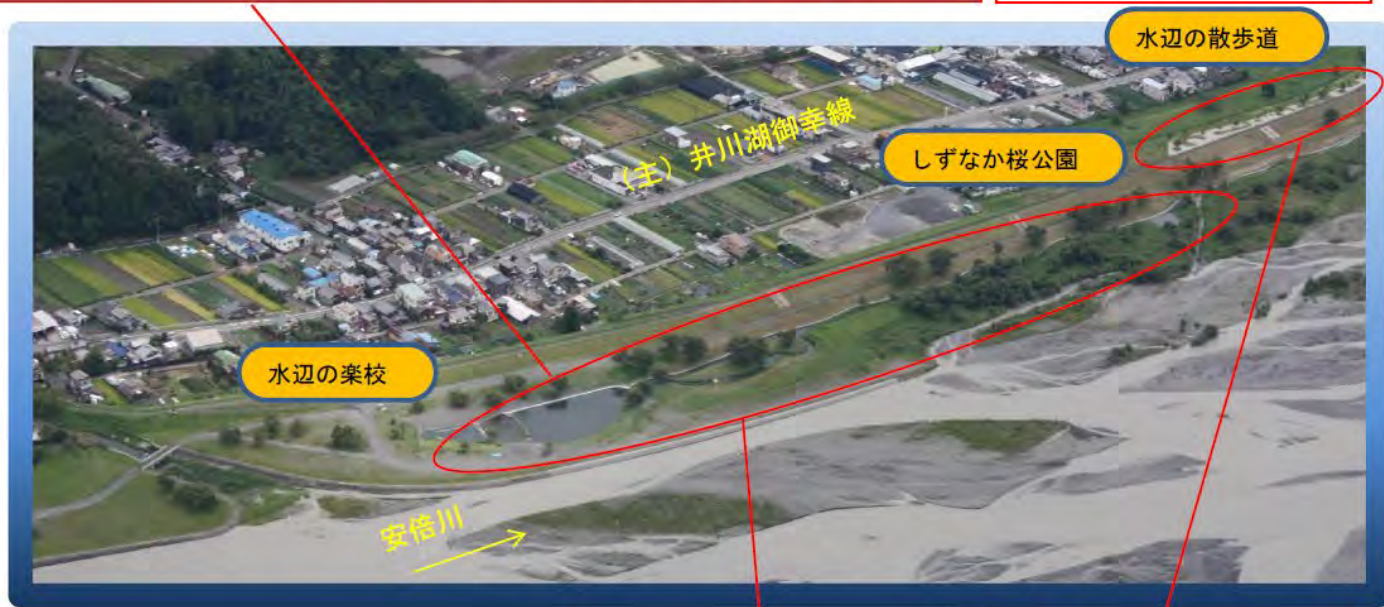 水辺の散歩道
(主)井川湖御幸線
しずなか桜公園
水辺の楽校
安倍川